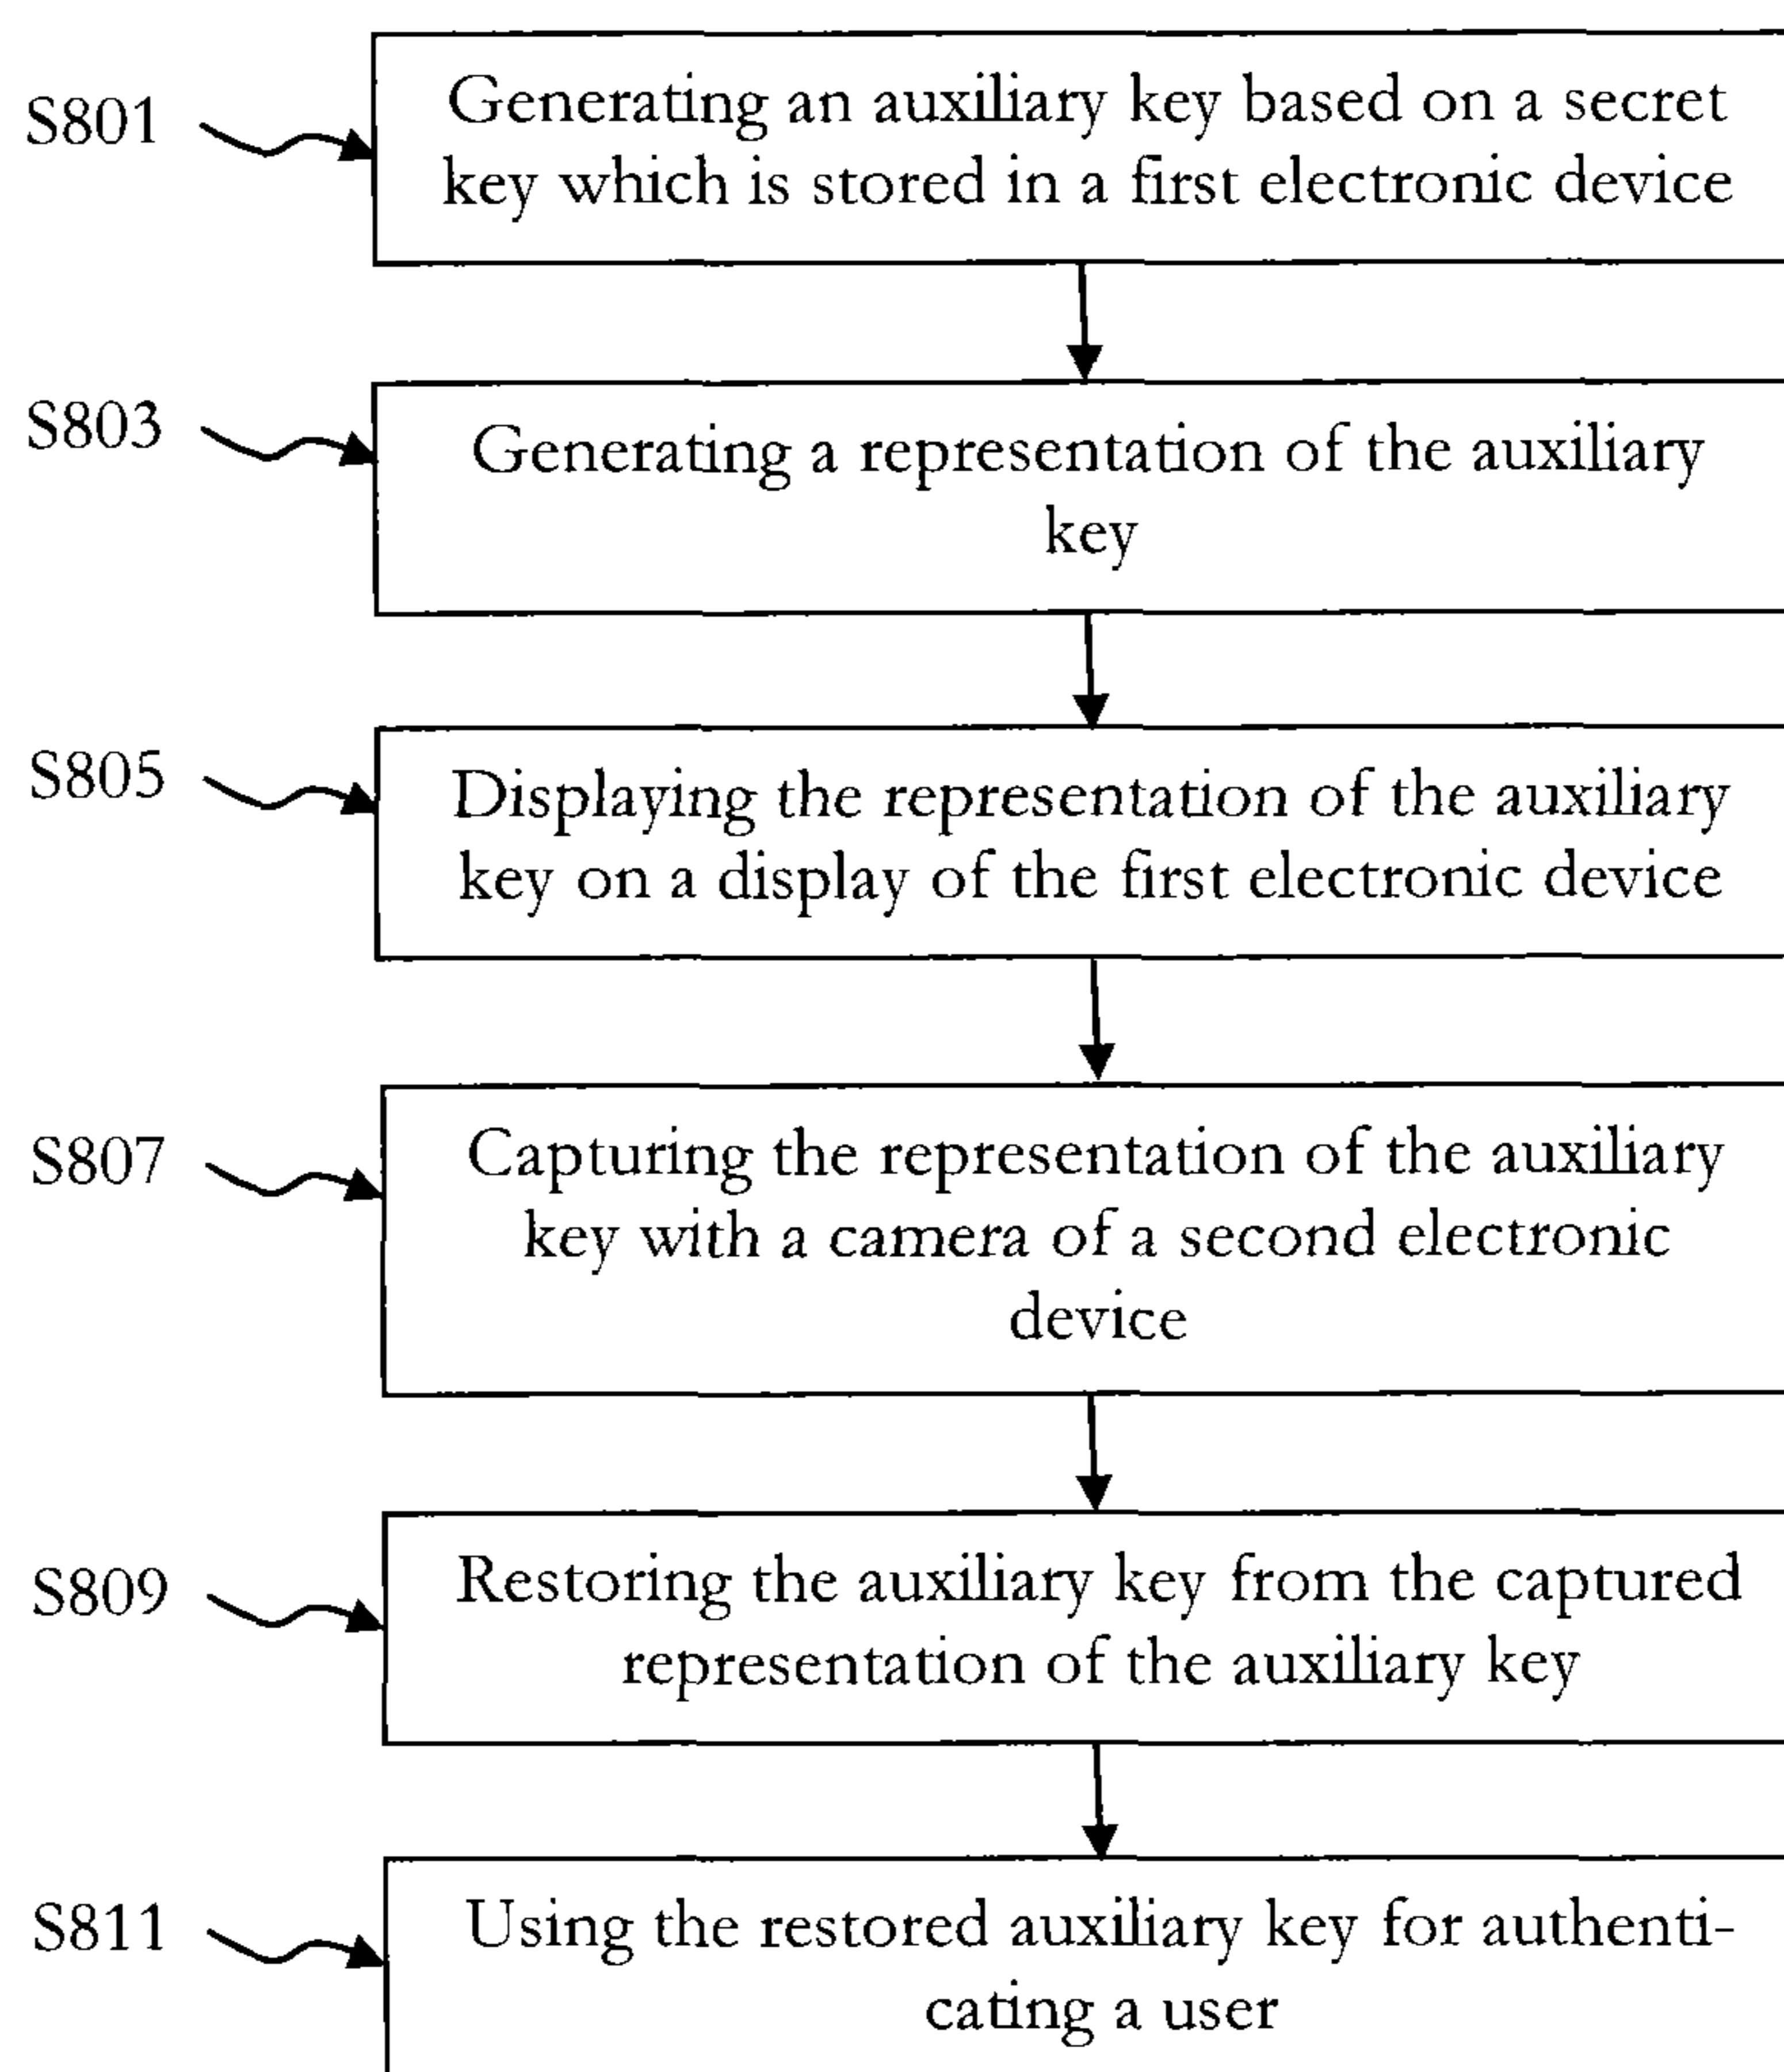 S801
Generating an auxiliary key based on a secret
key which is stored in a first electronic device
S803
Generating a representation of the auxiliary
key
S805
Displaying the representation of the auxiliary
key on a display of the first electronic device
S807
Capturing the representation of the auxiliary
key with a camera of a second electronic
device
S809
Restoring the auxiliary key from the captured
representation of the auxiliary key
S811
Using the restored auxiliary key for authenti-
cating a user